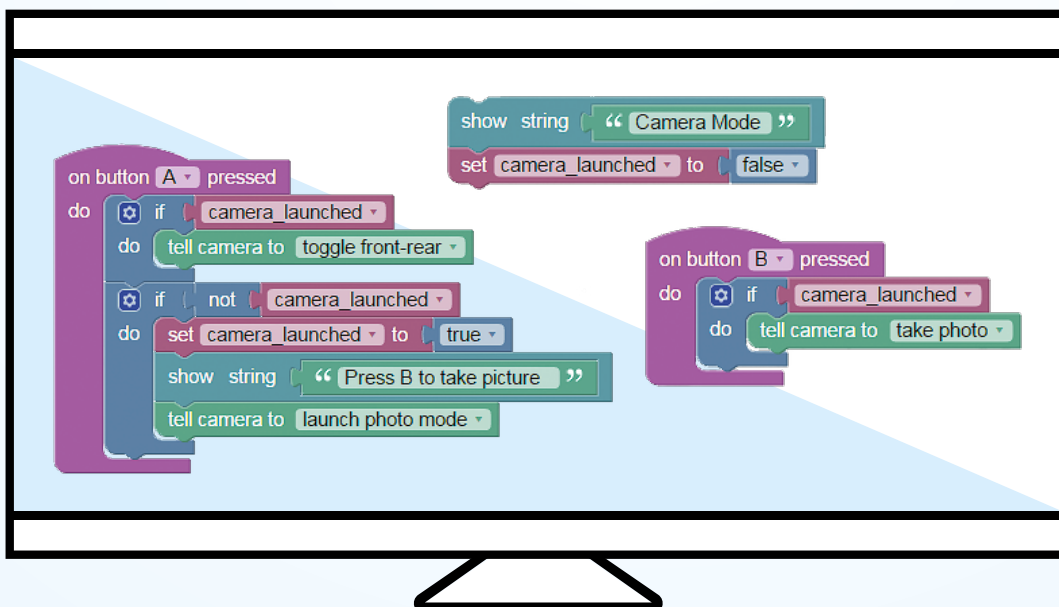 show string “ Camera Mode ”
set camera_launched to false
on button A pressed
do if camera_launched
do tell camera to toggle front-rear
if not camera_launched
do set camera_launched to true
show string “ Press B to take picture ”
tell camera to launch photo mode
on button B pressed
do if camera_launched
do tell camera to take photo